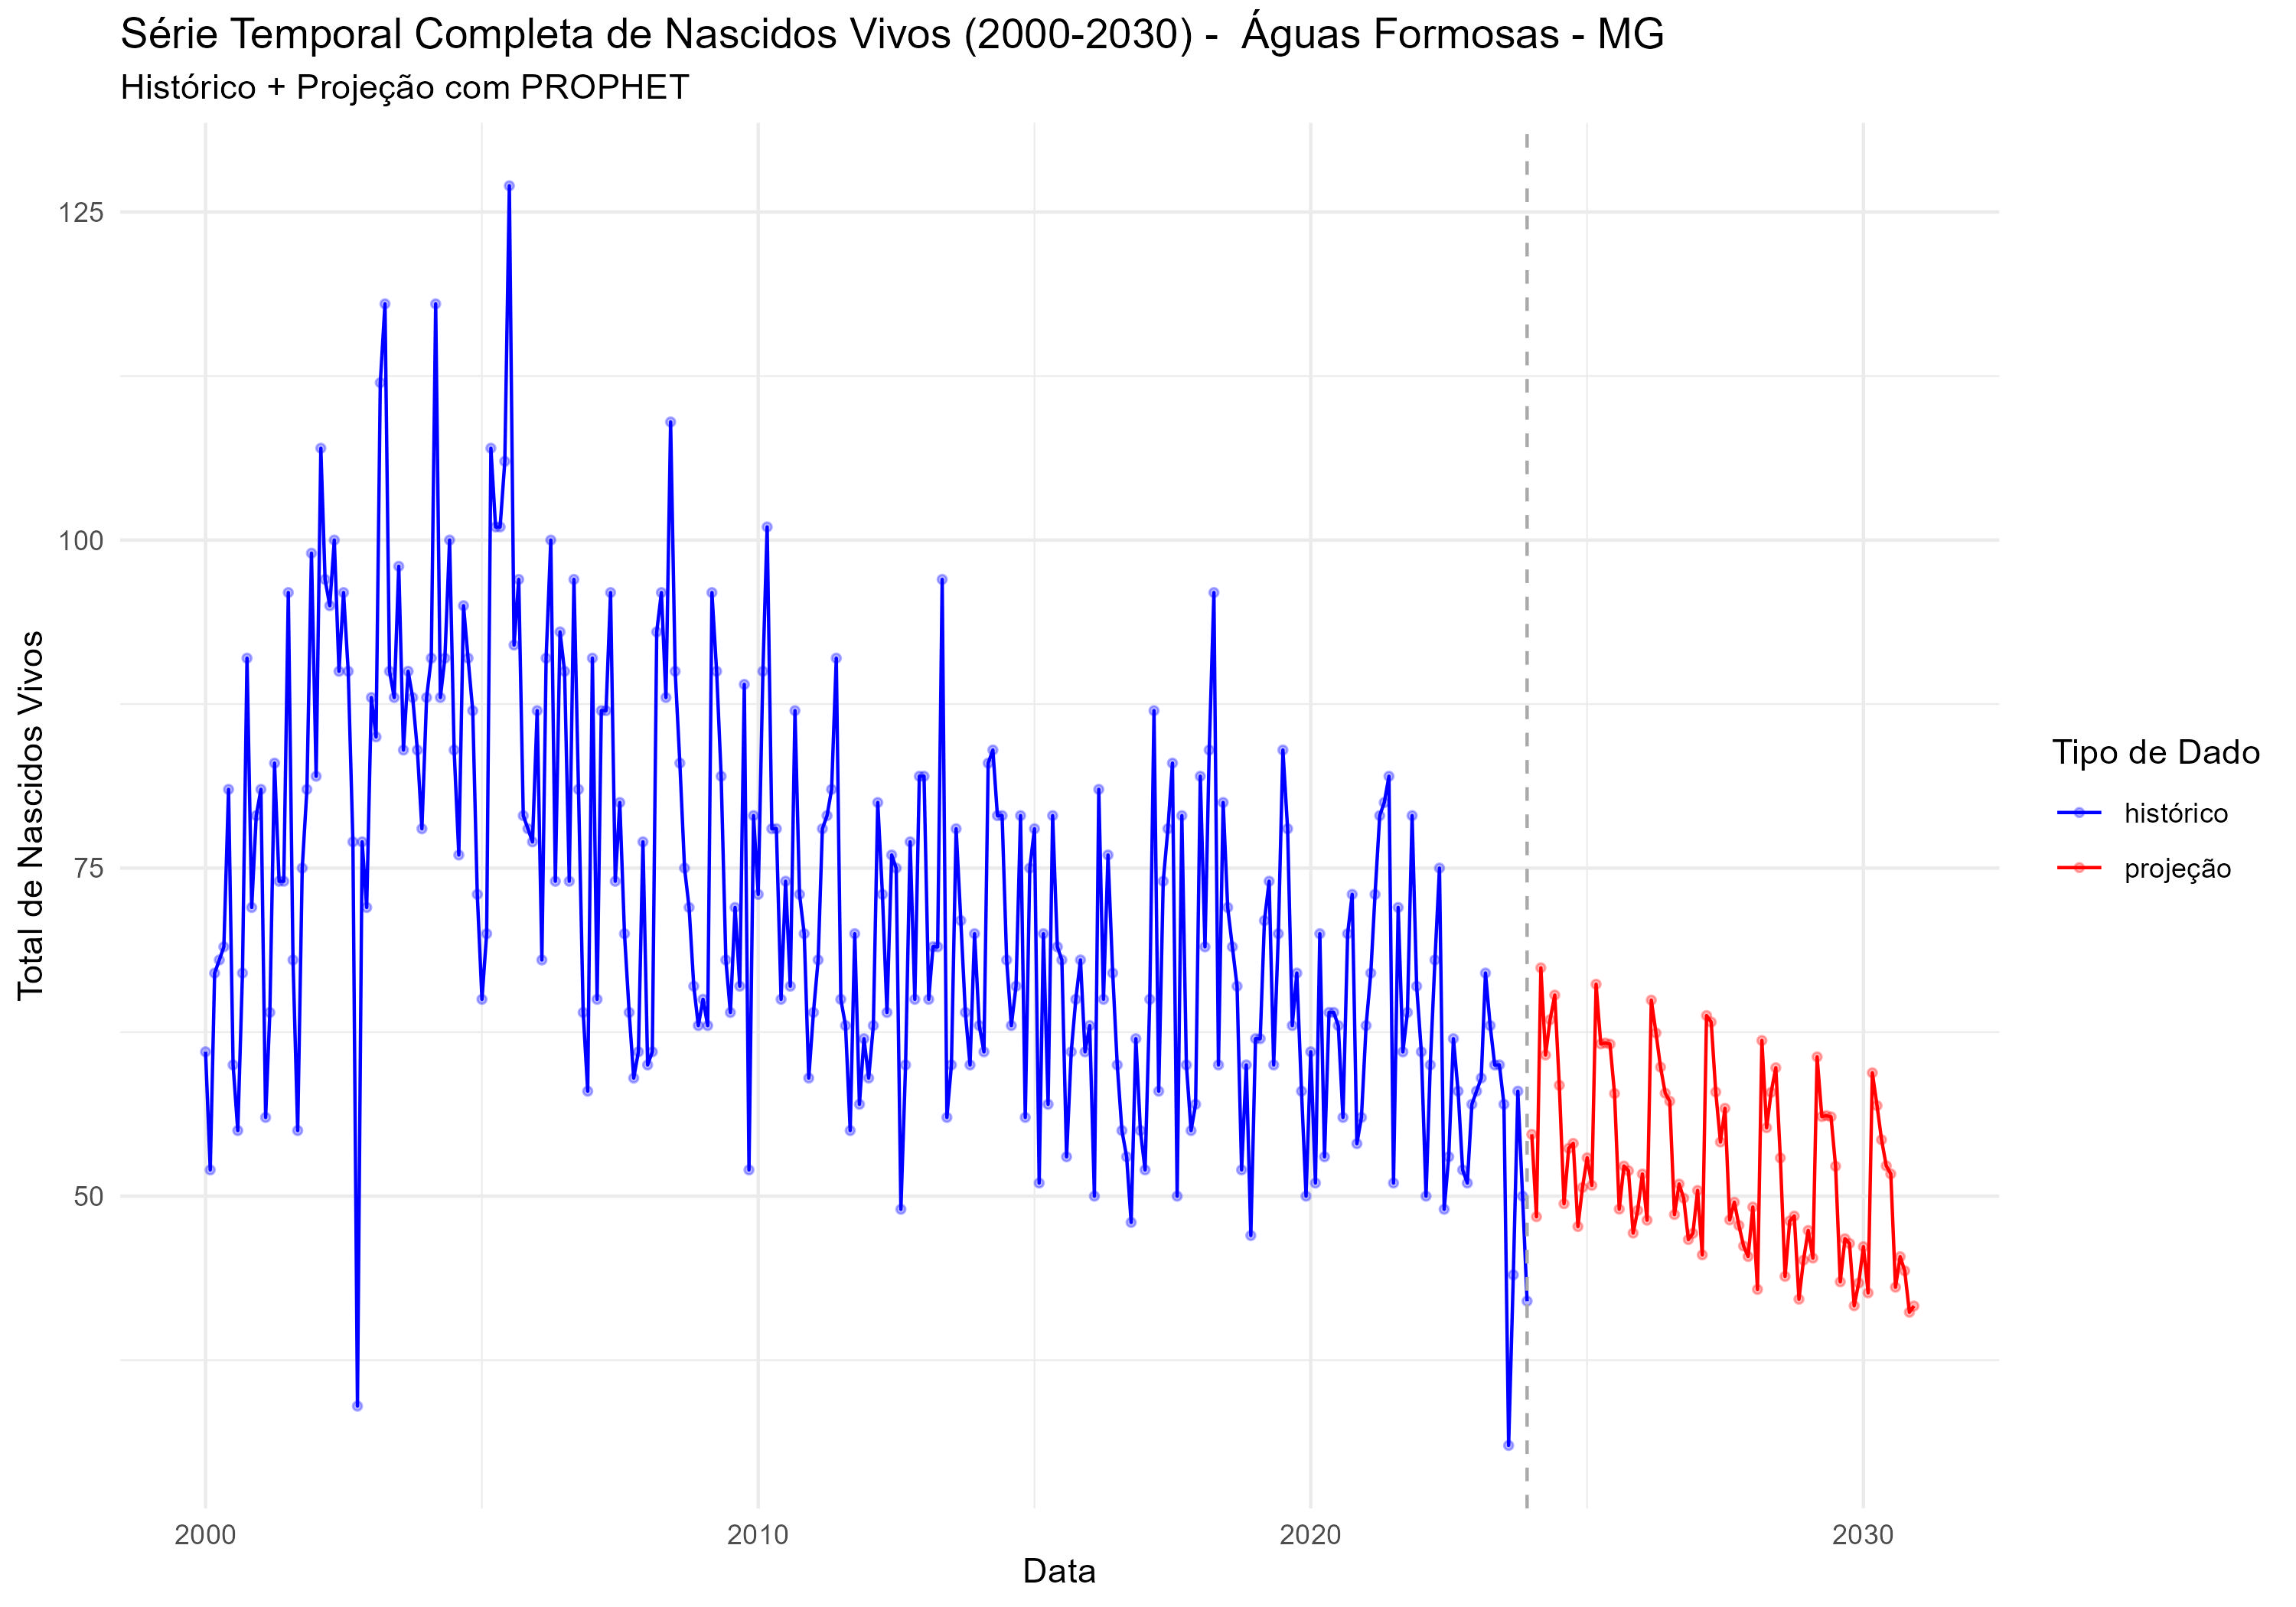 Série Temporal Completa de Nascidos Vivos (2000-2030) -  Águas Formosas - MG
Histórico + Projeção com PROPHET
Total de Nascidos Vivos
125
100
75
50
2000
2010
2020
2030
Data
Tipo de Dado
histórico
projeção